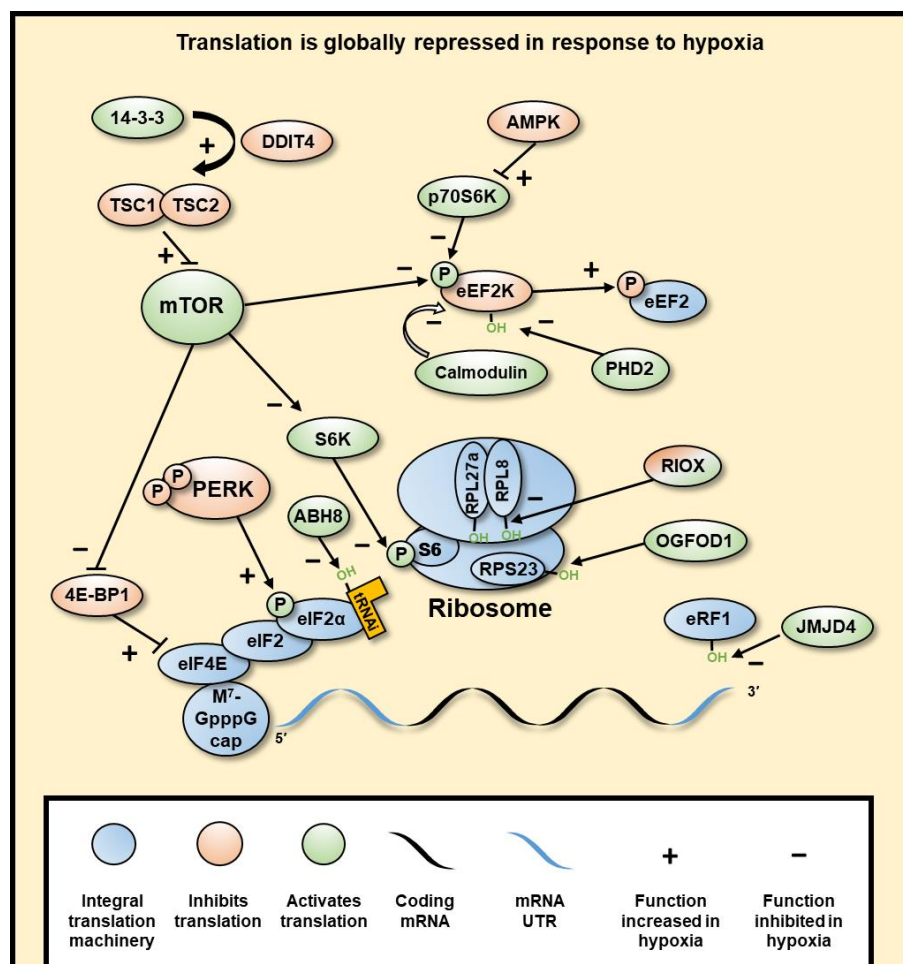 Translation is globally repressed in response to hypoxia
14-3-3
+
DDIT4
TSC1
TSC2
+
mTOR
AMPK
+
p70S6K
−
−
P
eEF2K
OH
+
P
eEF2
−
Calmodulin
−
PHD2
−
S6K
P
P
PERK
ABH8
−
−
OH
tRNAi
RPL27a
RPL8
−
OH
OH
RIOX
P
S6
RPS23
OH
OGFOD1
Ribosome
−
4E-BP1
+
+
P
eIF2α
eIF2
eIF4E
M7-
GpppG
cap
5′
eRF1
OH
−
JMJD4
3′
Integral
translation
machinery
Inhibits
translation
Activates
translation
Coding
mRNA
mRNA
UTR
+
Function
increased in
hypoxia
−
Function
inhibited in
hypoxia